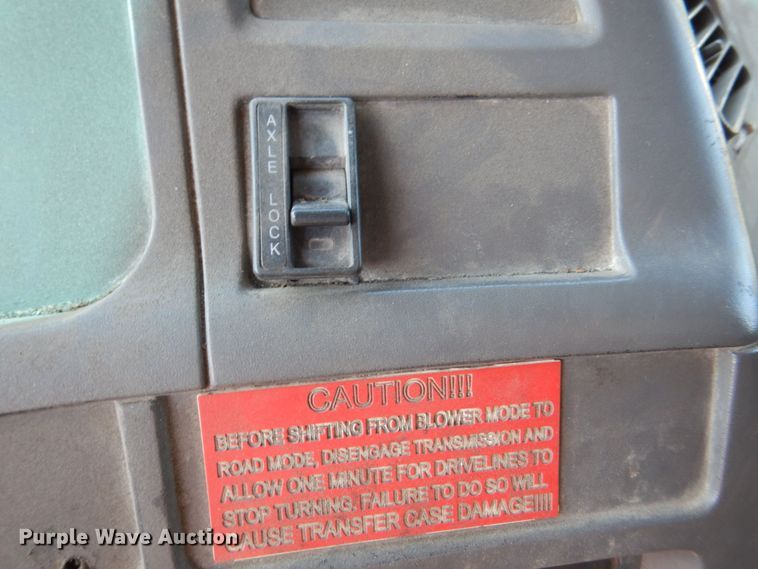 AXLE LOCK
CAUTION!!!
BEFORE SHIFTING FROM BLOWER MODE TO
ROAD MODE, DISENGAGE TRANSMISSION AND
ALLOW ONE MINUTE FOR DRIVELINES TO
STOP TURNING. FAILURE TO DO SO WILL
CAUSE TRANSFER CASE DAMAGE!!!!
Purple Wave Auction